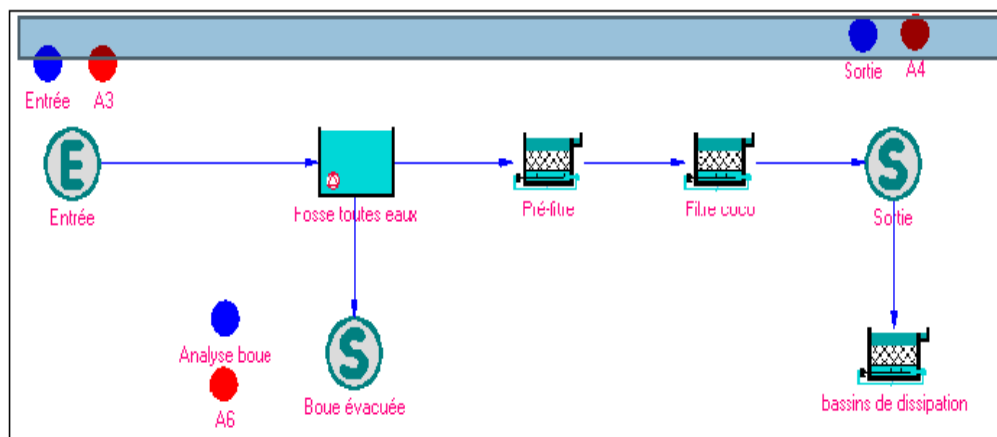 Entrée A3
Sortie A4
E
S
Entrée
Fosse toutes eaux
Pré-filtre
Filtre coco
Sortie
Analyse boue
S
A6
Boue évacuée
bassins de dissipation